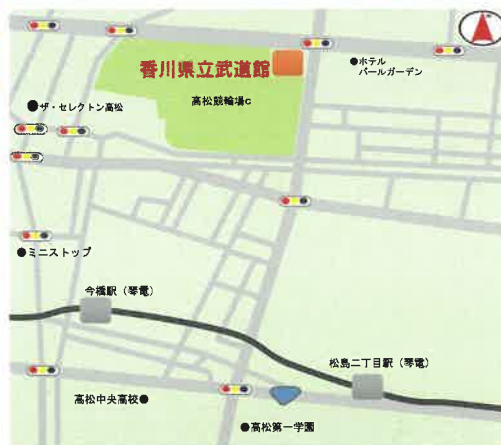 香川県立武道館
●ホテル
パールガーデン
高松競輪場c
●ザ・セレクトン高松
●ミニストップ
今橋駅（琴電）
松島二丁目駅（琴電）
高松中央高校●
●高松第一学園